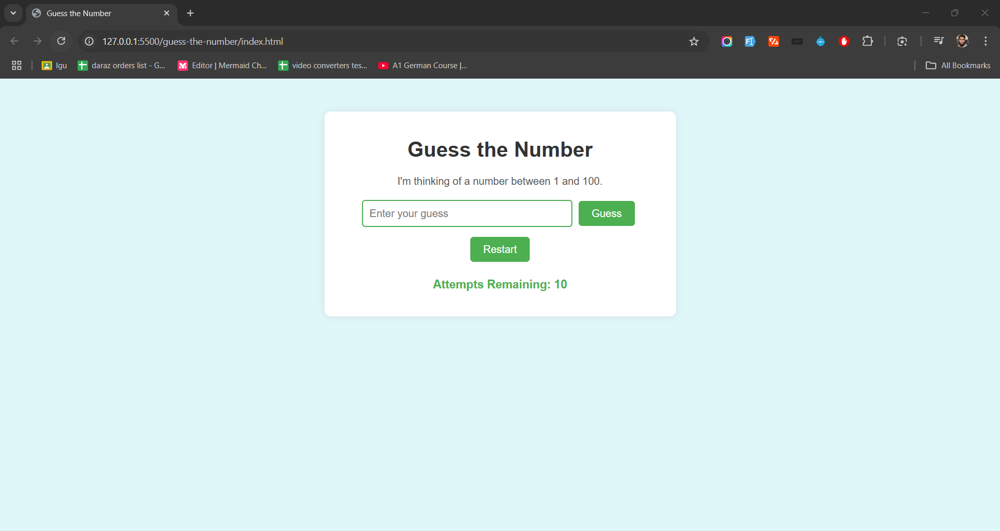 Guess the Number
127.0.0.1:5500/guess-the-number/index.html
Igu
daraz orders list - G...
Editor | Mermaid Ch...
video converters tes...
A1 German Course |...
All Bookmarks
Guess the Number
I'm thinking of a number between 1 and 100.
Enter your guess
Guess
Restart
Attempts Remaining: 10